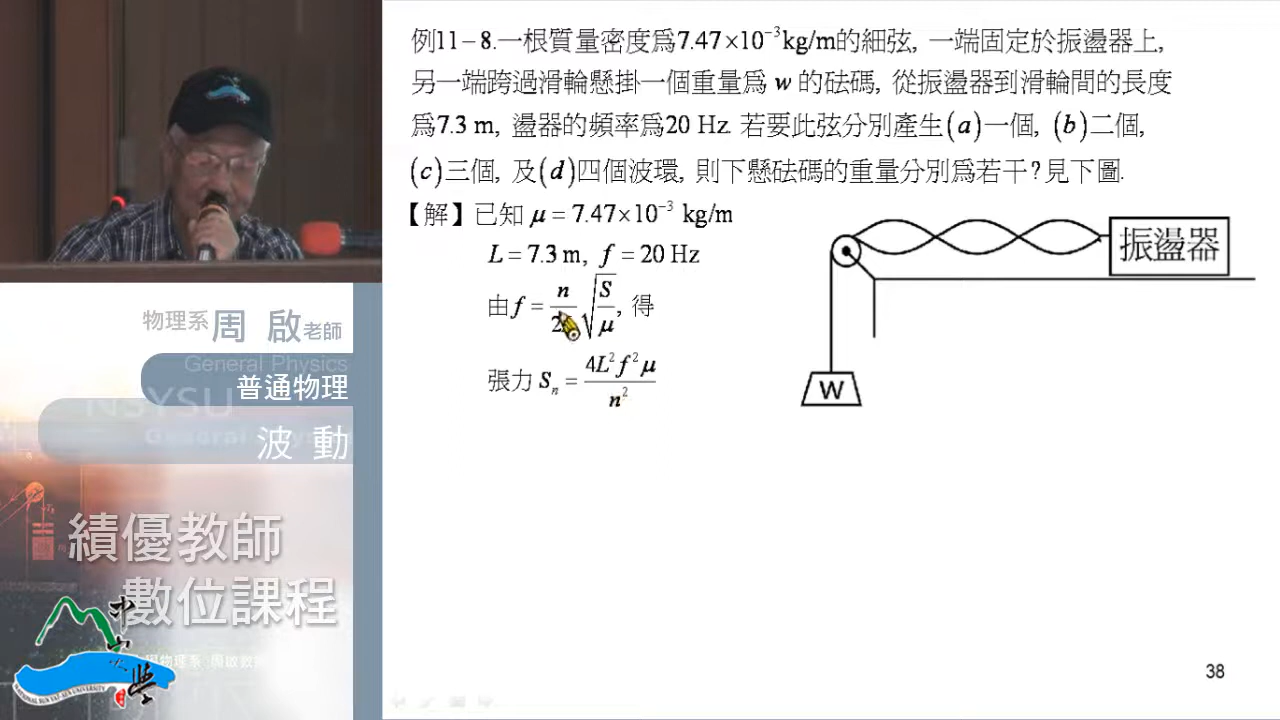 例11－8.一根質量密度爲7.47×10⁻³kg/m的細弦, 一端固定於振盪器上,
另一端跨過滑輪懸掛一個重量爲 w 的砝碼, 從振盪器到滑輪間的長度
爲7.3 m, 盪器的頻率爲20 Hz. 若要此弦分別產生(a)一個, (b)二個,
(c)三個, 及(d)四個波環, 則下懸砝碼的重量分別爲若干?見下圖.
【解】已知 μ = 7.47×10⁻³ kg/m
L = 7.3 m, f = 20 Hz
由 f = n/2 √(S/μ), 得
張力 Sₙ = 4L²f²μ/n²
振盪器
W
物理系周 啟老師
General Physics
普通物理
NSYSU
波 動
績優教師
數位課程
NATIONAL SUN YAT-SEN UNIVERSITY
38